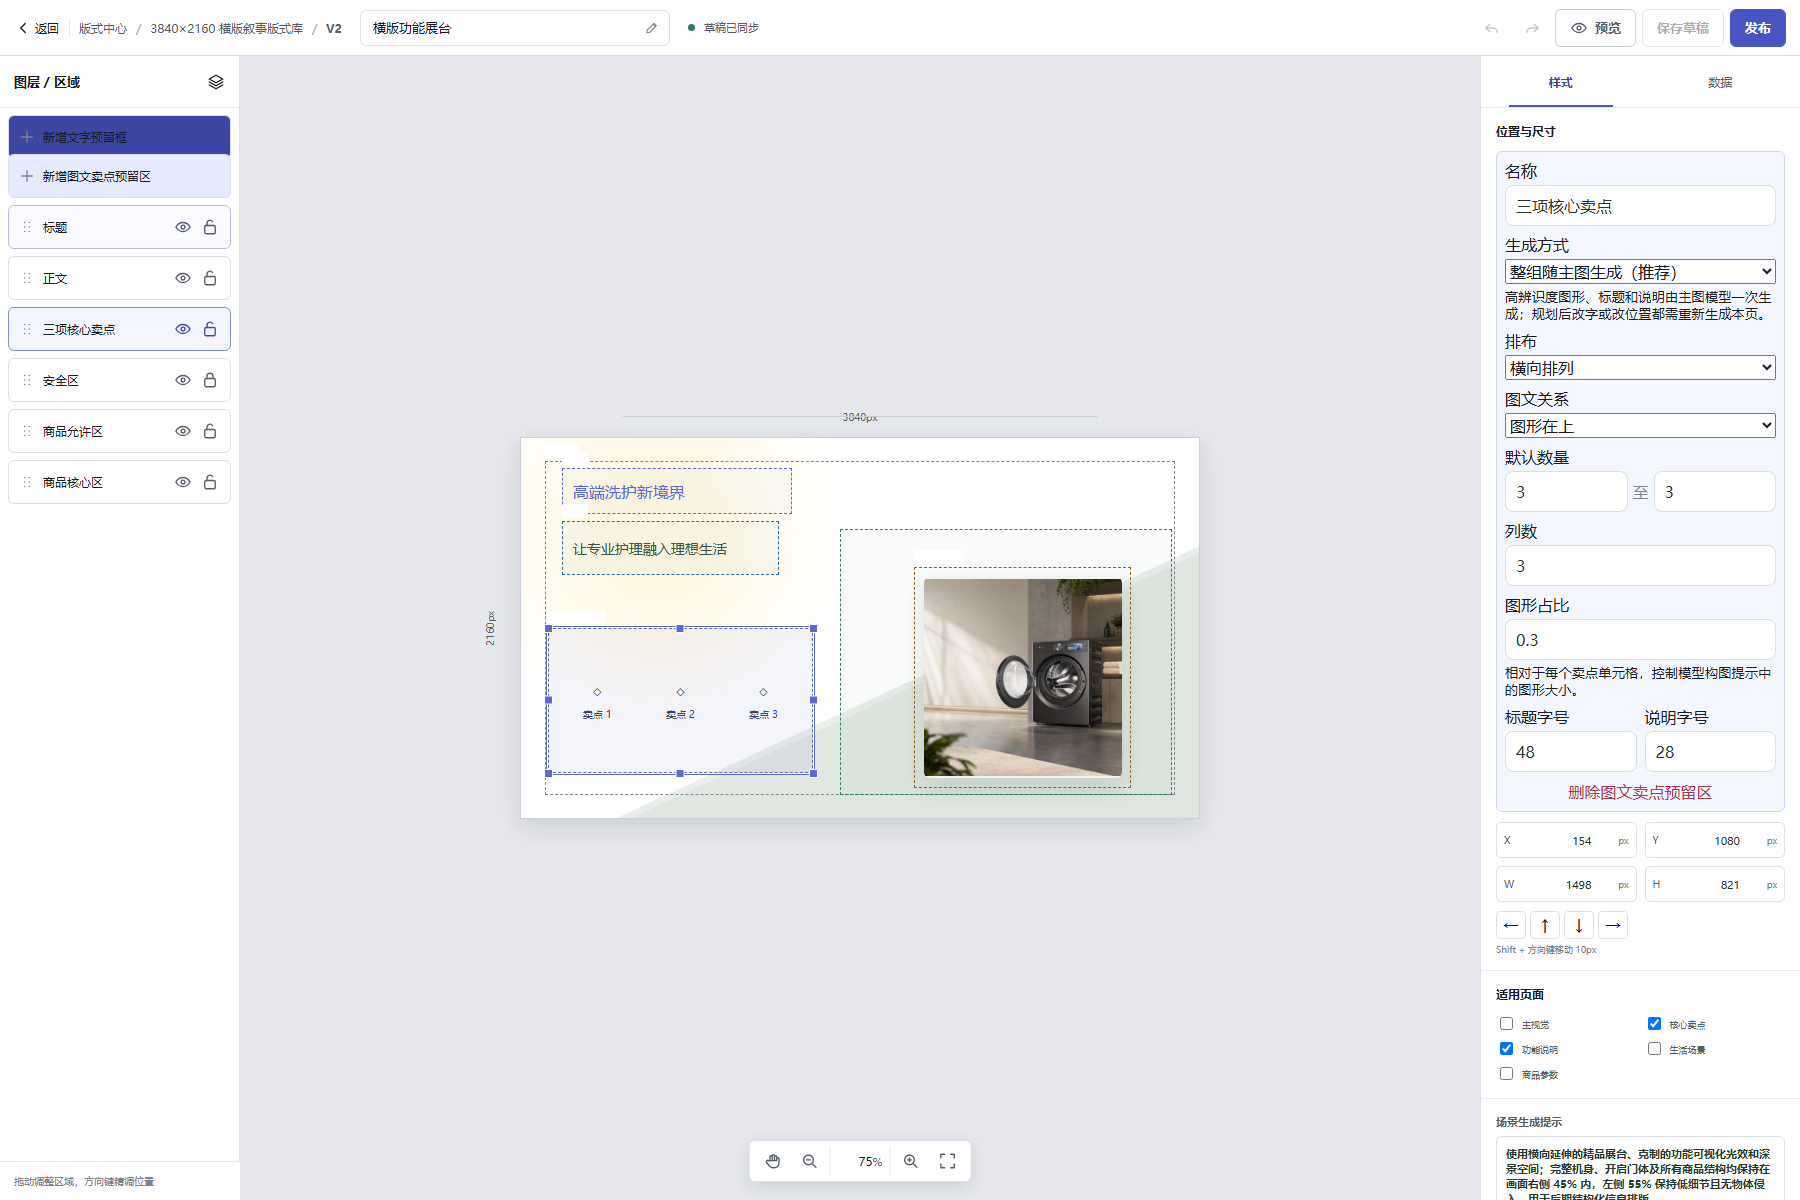 返回
版式中心 / 3840×2160 横版叙事版式库 / V2
横版功能展台
草稿已同步
预览
保存草稿
发布
图层 / 区域
新增文字预留框
新增图文卖点预留区
标题
正文
三项核心卖点
安全区
商品允许区
商品核心区
拖动调整区域，方向键精调位置
3840px
2160px
高端洗护新境界
让专业护理融入理想生活
◇ ◇ ◇
卖点 1 卖点 2 卖点 3
75%
样式 数据
位置与尺寸
名称
三项核心卖点
生成方式
整组随主图生成（推荐）
高辨识度图形、标题和说明由主图模型一次生
成；规划后改字或改位置都需重新生成本页。
排布
横向排列
图文关系
图形在上
默认数量
3 至 3
列数
3
图形占比
0.3
相对于每个卖点单元格，控制模型构图提示中
的图形大小。
标题字号 说明字号
48 28
删除图文卖点预留区
X 154 px Y 1080 px
W 1498 px H 821 px
← ↑ ↓ →
Shift + 方向键移动 10px
适用页面
主视觉 核心卖点
功能说明 生活场景
商品参数
场景生成提示
使用横向延伸的精品展台、克制的功能可视化光效和深
景空间；完整机身、开启门体及所有商品结构均保持在
画面右侧 45% 内，左侧 55% 保持低细节且无物体侵
入，用于后期结构化信息排版